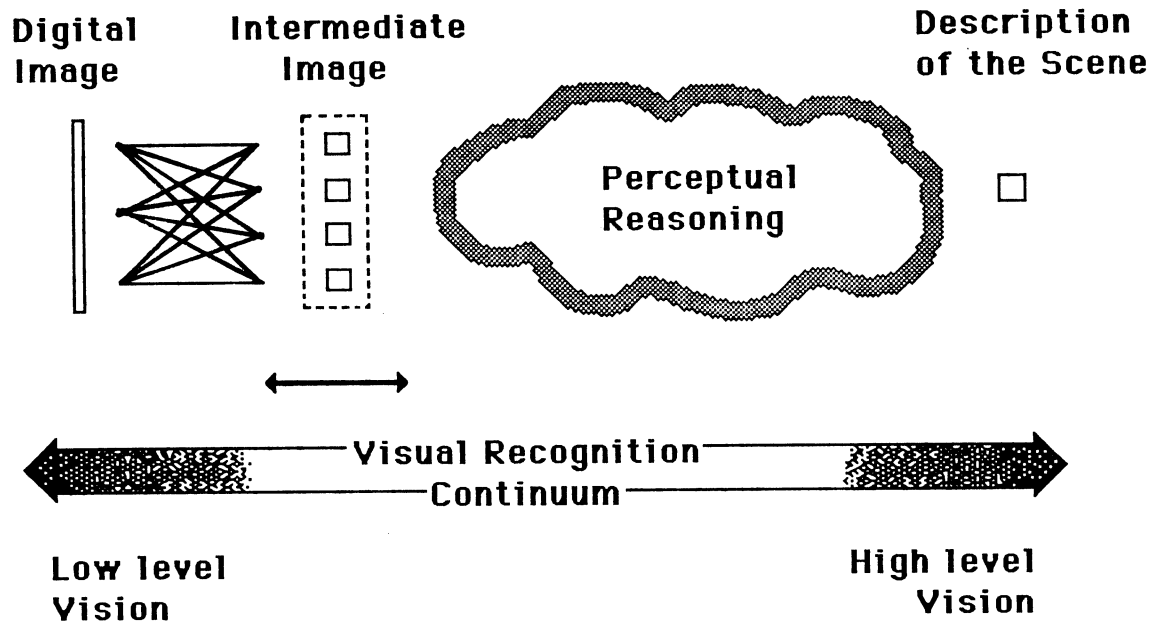 Digital
Image
Intermediate
Image
Description
of the Scene
Perceptual
Reasoning
Visual Recognition
Continuum
Low level
Vision
High level
Vision